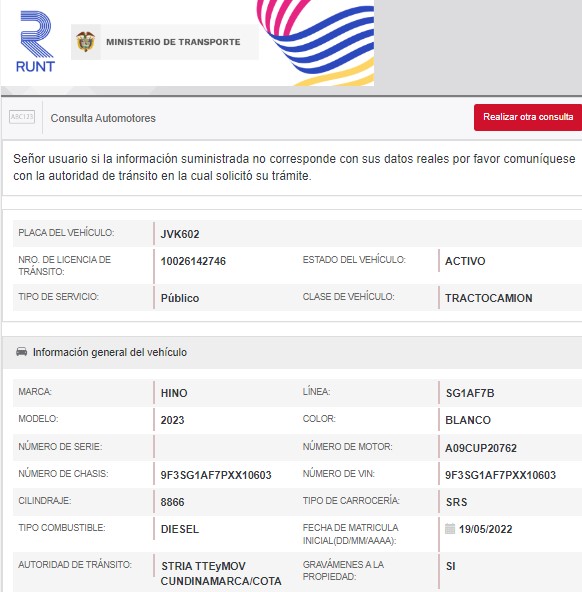 RUNT
MINISTERIO DE TRANSPORTE
ABC123
Consulta Automotores
Realizar otra consulta
Señor usuario si la información suministrada no corresponde con sus datos reales por favor comuníquese
con la autoridad de tránsito en la cual solicitó su trámite.
PLACA DEL VEHÍCULO: JVK602
NRO. DE LICENCIA DE
TRÁNSITO: 10026142746 ESTADO DEL VEHÍCULO: ACTIVO
TIPO DE SERVICIO: Público CLASE DE VEHÍCULO: TRACTOCAMION
Información general del vehículo
MARCA: HINO LÍNEA: SG1AF7B
MODELO: 2023 COLOR: BLANCO
NÚMERO DE SERIE: NÚMERO DE MOTOR: A09CUP20762
NÚMERO DE CHASIS: 9F3SG1AF7PXX10603 NÚMERO DE VIN: 9F3SG1AF7PXX10603
CILINDRAJE: 8866 TIPO DE CARROCERÍA: SRS
TIPO COMBUSTIBLE: DIESEL FECHA DE MATRICULA
INICIAL(DD/MM/AAAA): 19/05/2022
AUTORIDAD DE TRÁNSITO: STRIA TTEyMOV GRAVÁMENES A LA SI
CUNDINAMARCA/COTA PROPIEDAD: